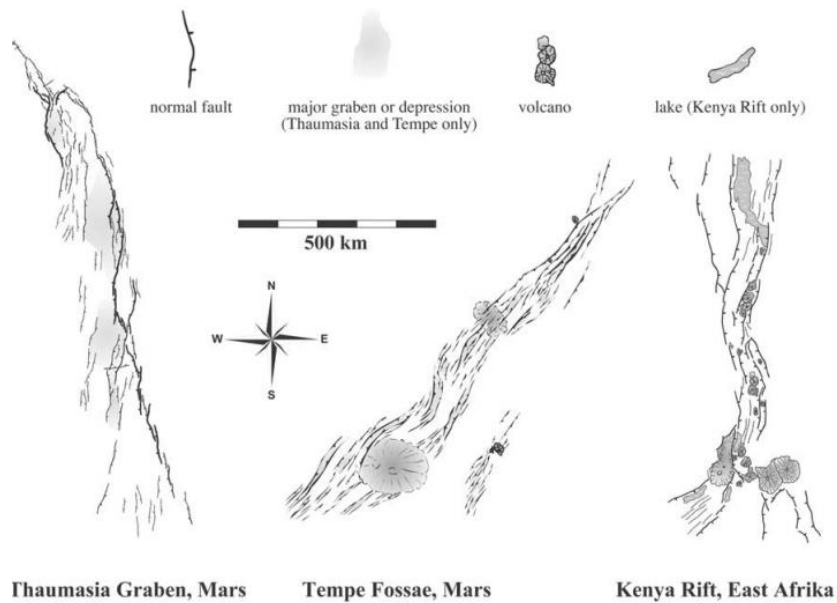 normal fault
major graben or depression
(Thaumasia and Tempe only)
volcano
lake (Kenya Rift only)
500 km
N
W
E
S
Thaumasia Graben, Mars
Tempe Fossae, Mars
Kenya Rift, East Afrika